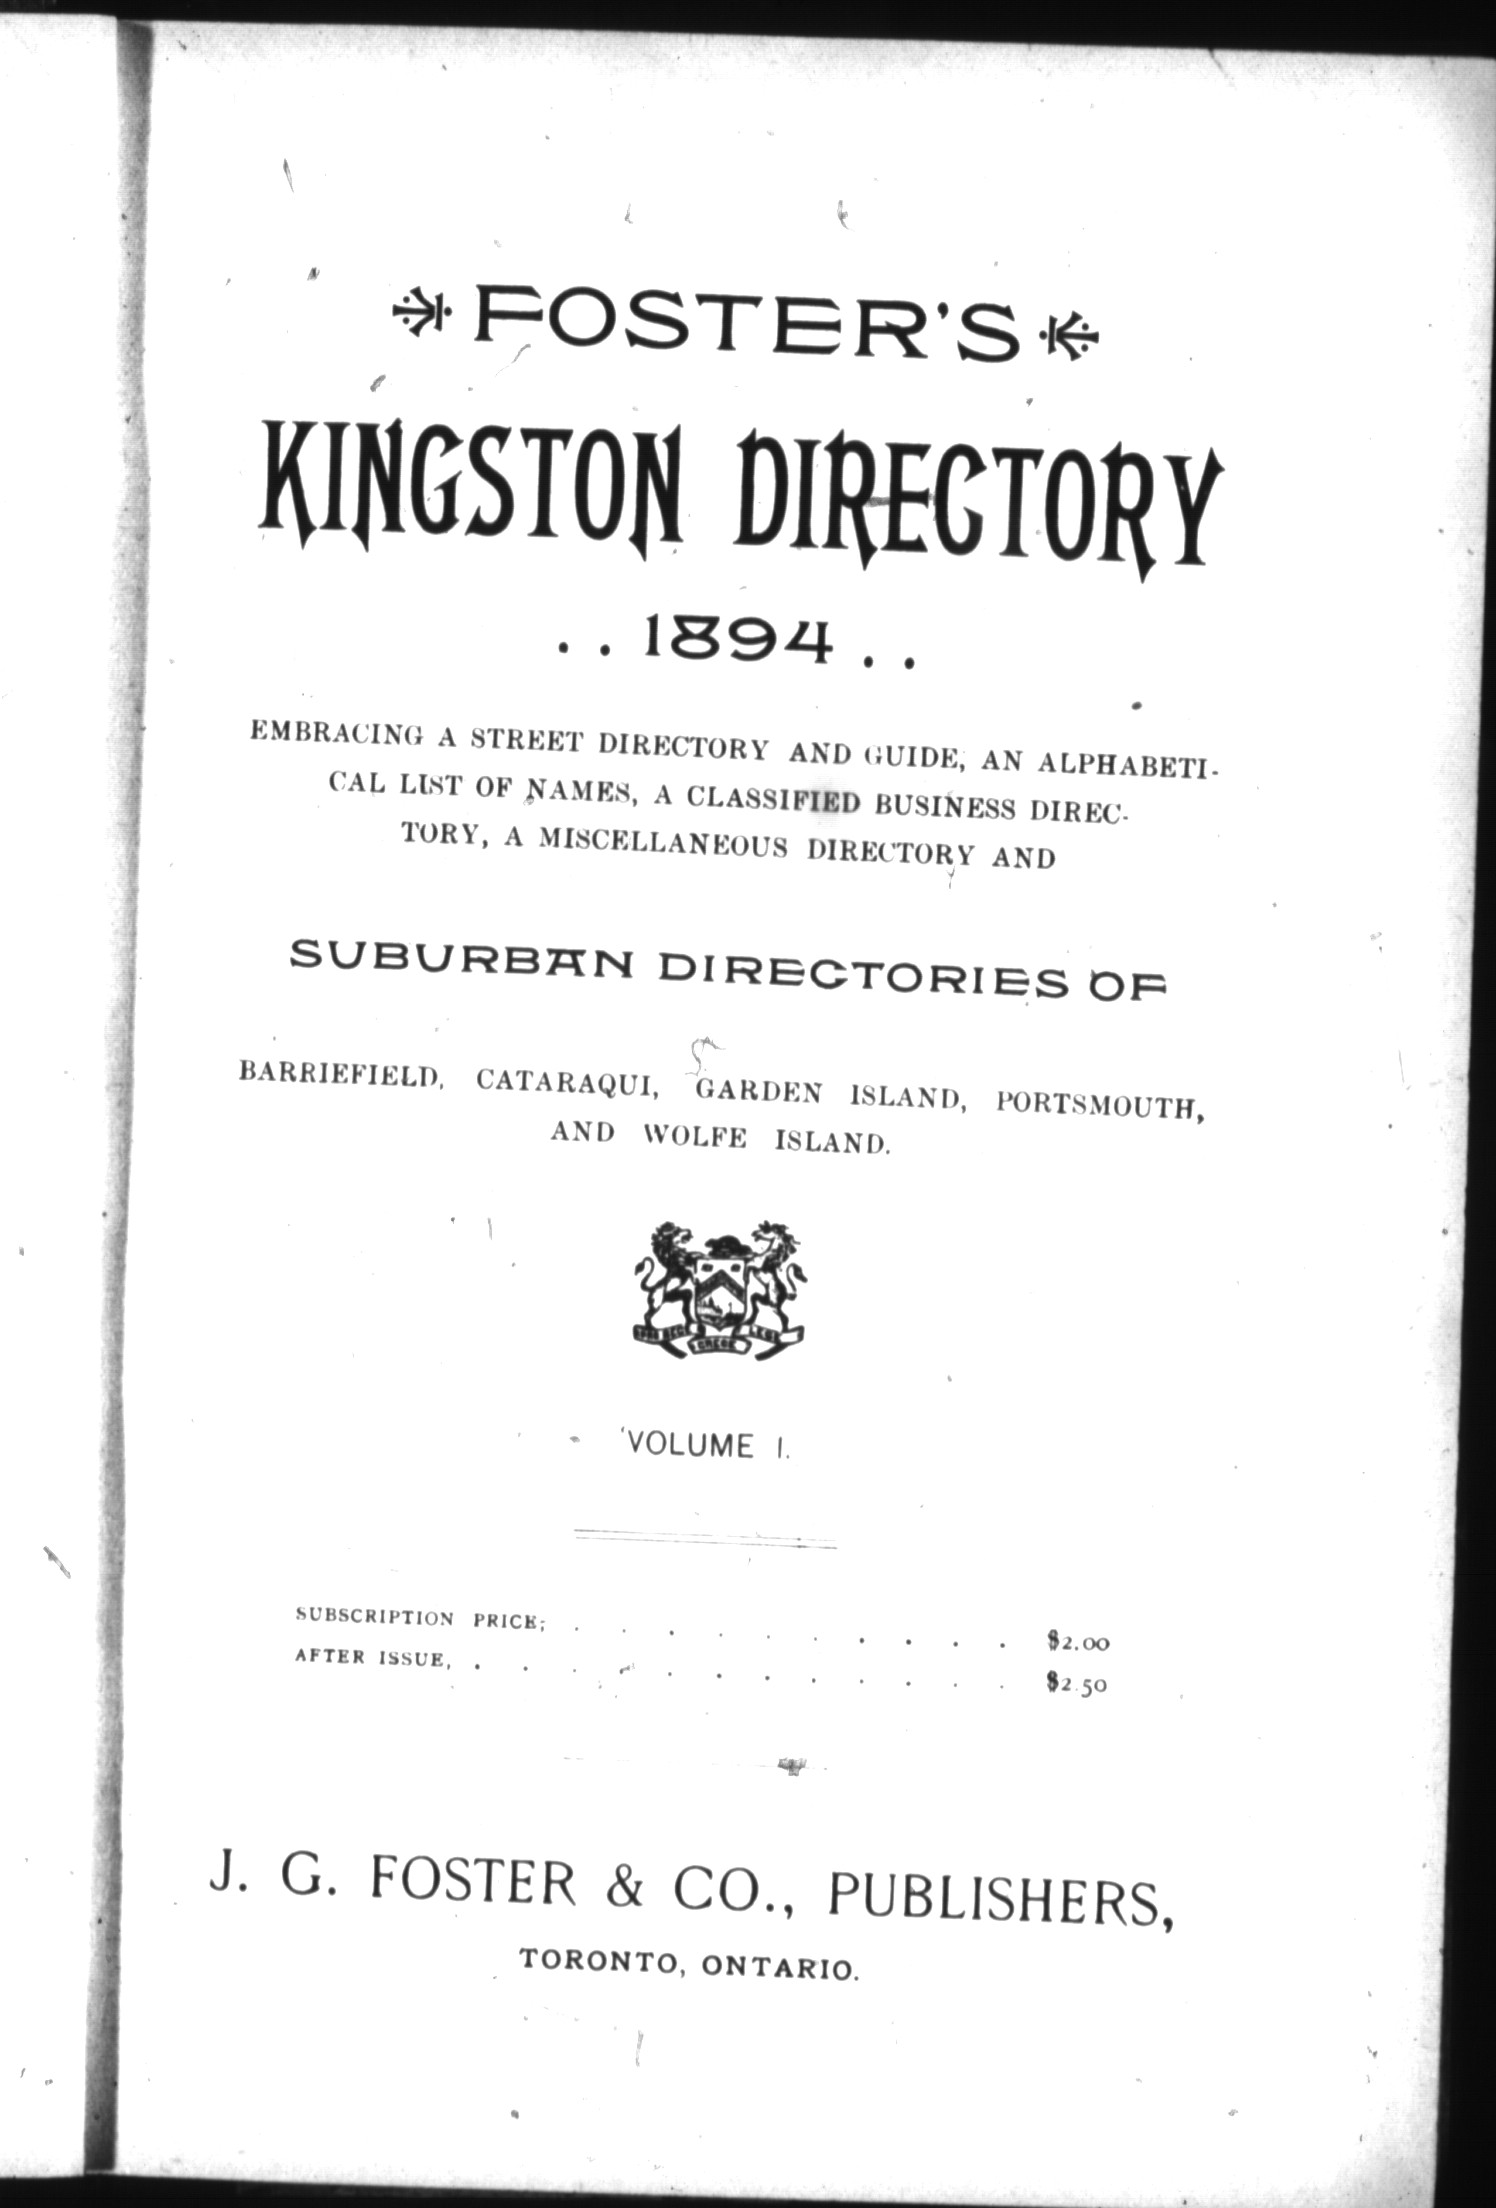 FOSTER'S
KINGSTON DIRECTORY
. . 1894 . .
EMBRACING A STREET DIRECTORY AND GUIDE, AN ALPHABETI-
CAL LIST OF NAMES, A CLASSIFIED BUSINESS DIREC-
TORY, A MISCELLANEOUS DIRECTORY AND
SUBURBAN DIRECTORIES OF
BARRIEFIELD, CATARAQUI, GARDEN ISLAND, PORTSMOUTH,
AND WOLFE ISLAND.
VOLUME I.
SUBSCRIPTION PRICE; . . . . . . . . . . $2.00
AFTER ISSUE, . . . . . . . . . . . . $2.50
J. G. FOSTER & CO., PUBLISHERS,
TORONTO, ONTARIO.